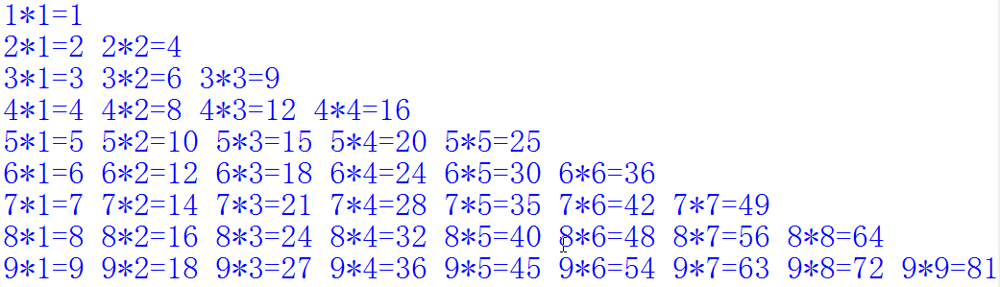 1*1=1
2*1=2 2*2=4
3*1=3 3*2=6 3*3=9
4*1=4 4*2=8 4*3=12 4*4=16
5*1=5 5*2=10 5*3=15 5*4=20 5*5=25
6*1=6 6*2=12 6*3=18 6*4=24 6*5=30 6*6=36
7*1=7 7*2=14 7*3=21 7*4=28 7*5=35 7*6=42 7*7=49
8*1=8 8*2=16 8*3=24 8*4=32 8*5=40 8*6=48 8*7=56 8*8=64
9*1=9 9*2=18 9*3=27 9*4=36 9*5=45 9*6=54 9*7=63 9*8=72 9*9=81